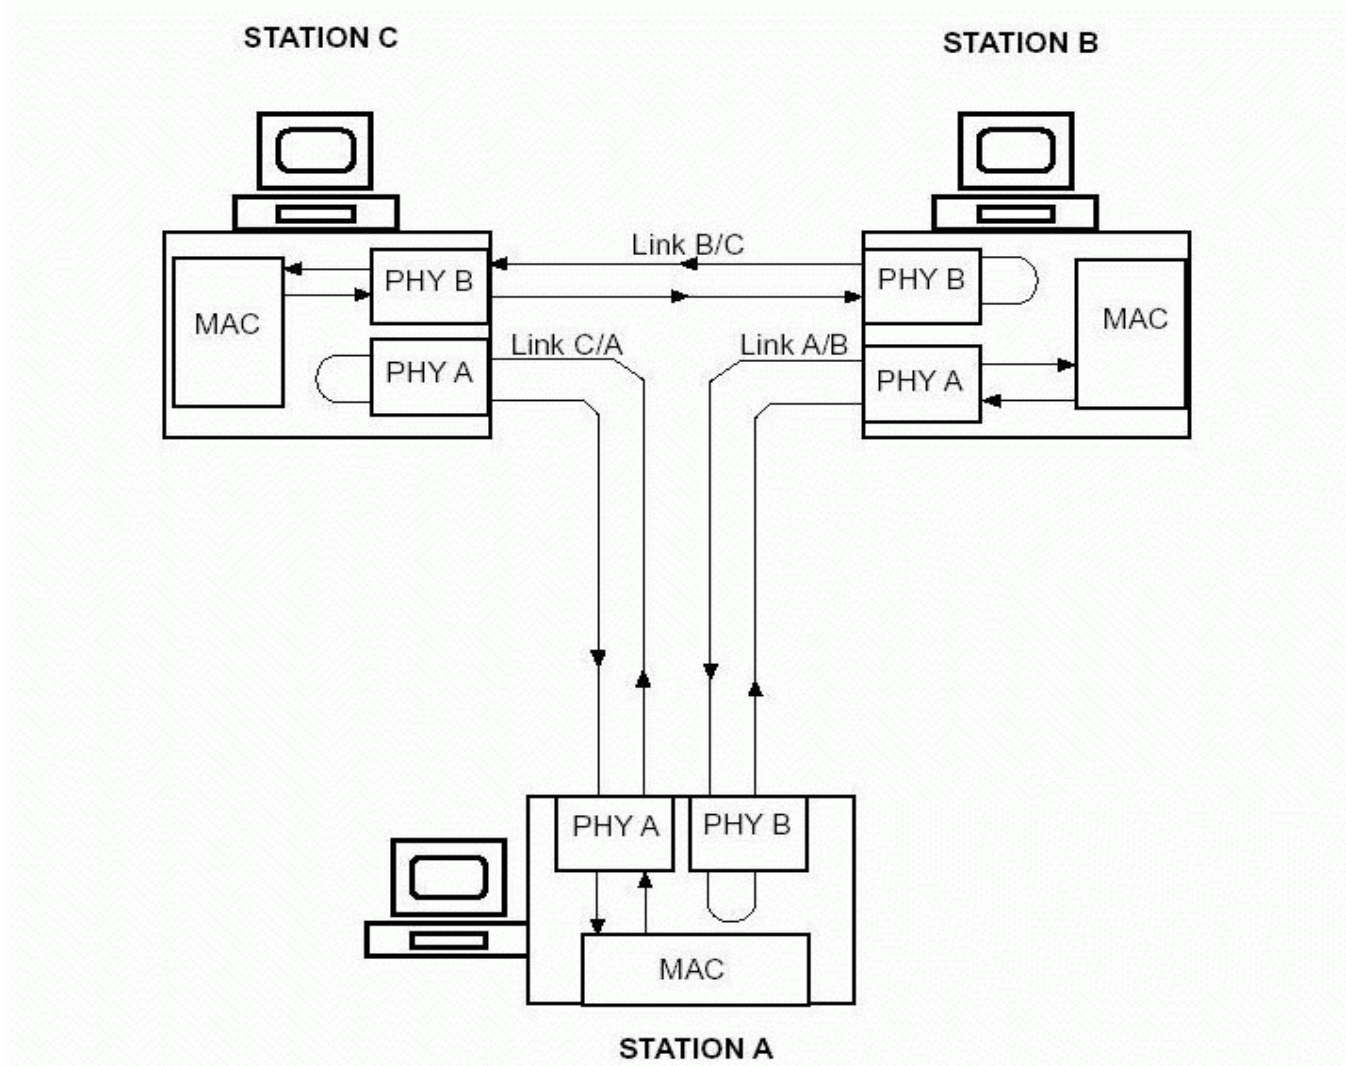 STATION C
STATION B
Link B/C
PHY B
PHY B
MAC
MAC
Link C/A
Link A/B
PHY A
PHY A
PHY A
PHY B
MAC
STATION A